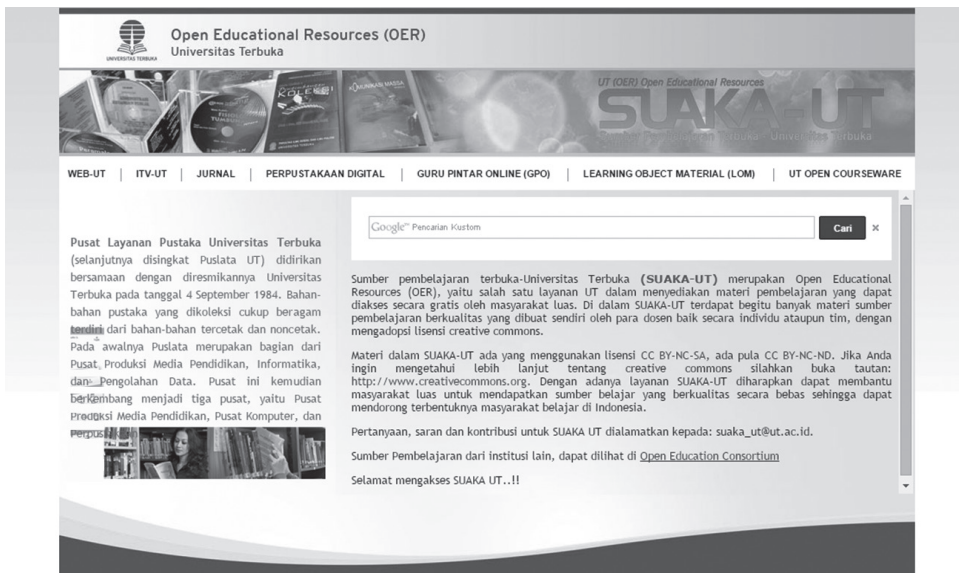 Open Educational Resources (OER)
Universitas Terbuka
UNIVERSITAS TERBUKA
UT (OER) Open Educational Resources
SUAKA-UT
Universitas Terbuka
WEB-UT | ITV-UT | JURNAL | PERPUSTAKAAN DIGITAL | GURU PINTAR ONLINE (GPO) | LEARNING OBJECT MATERIAL (LOM) | UT OPEN COURSEWARE
Pusat Layanan Pustaka Universitas Terbuka
(selanjutnya disingkat Puslata UT) didirikan
bersamaan dengan diresmikannya Universitas
Terbuka pada tanggal 4 September 1984. Bahan-
bahan pustaka yang dikoleksi cukup beragam
terdiri dari bahan-bahan tercetak dan noncetak.
Pada awalnya Puslata merupakan bagian dari
Pusat Produksi Media Pendidikan, Informatika,
dan Pengolahan Data. Pusat ini kemudian
berkembang menjadi tiga pusat, yaitu Pusat
Produksi Media Pendidikan, Pusat Komputer, dan
Google™ Pencarian Kustom
Cari ×
Sumber pembelajaran terbuka-Universitas Terbuka (SUAKA-UT) merupakan Open Educational
Resources (OER), yaitu salah satu layanan UT dalam menyediakan materi pembelajaran yang dapat
diakses secara gratis oleh masyarakat luas. Di dalam SUAKA-UT terdapat begitu banyak materi sumber
pembelajaran berkualitas yang dibuat sendiri oleh para dosen baik secara individu ataupun tim, dengan
mengadopsi lisensi creative commons.
Materi dalam SUAKA-UT ada yang menggunakan lisensi CC BY-NC-SA, ada pula CC BY-NC-ND. Jika Anda
ingin mengetahui lebih lanjut tentang creative commons silahkan buka tautan:
http://www.creativecommons.org. Dengan adanya layanan SUAKA-UT diharapkan dapat membantu
masyarakat luas untuk mendapatkan sumber belajar yang berkualitas secara bebas sehingga dapat
mendorong terbentuknya masyarakat belajar di Indonesia.
Pertanyaan, saran dan kontribusi untuk SUAKA UT dialamatkan kepada: suaka_ut@ut.ac.id.
Sumber Pembelajaran dari institusi lain, dapat dilihat di Open Education Consortium
Selamat mengakses SUAKA UT..!!